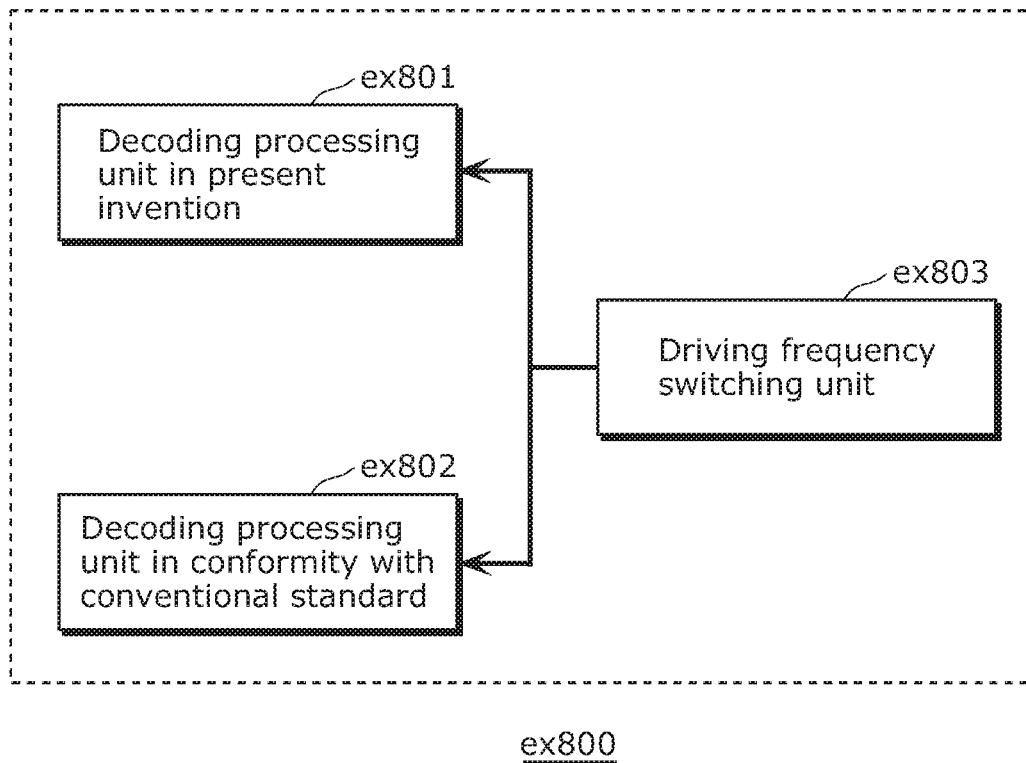 ex801
Decoding processing
unit in present
invention
ex803
Driving frequency
switching unit
ex802
Decoding processing
unit in conformity with
conventional standard
ex800